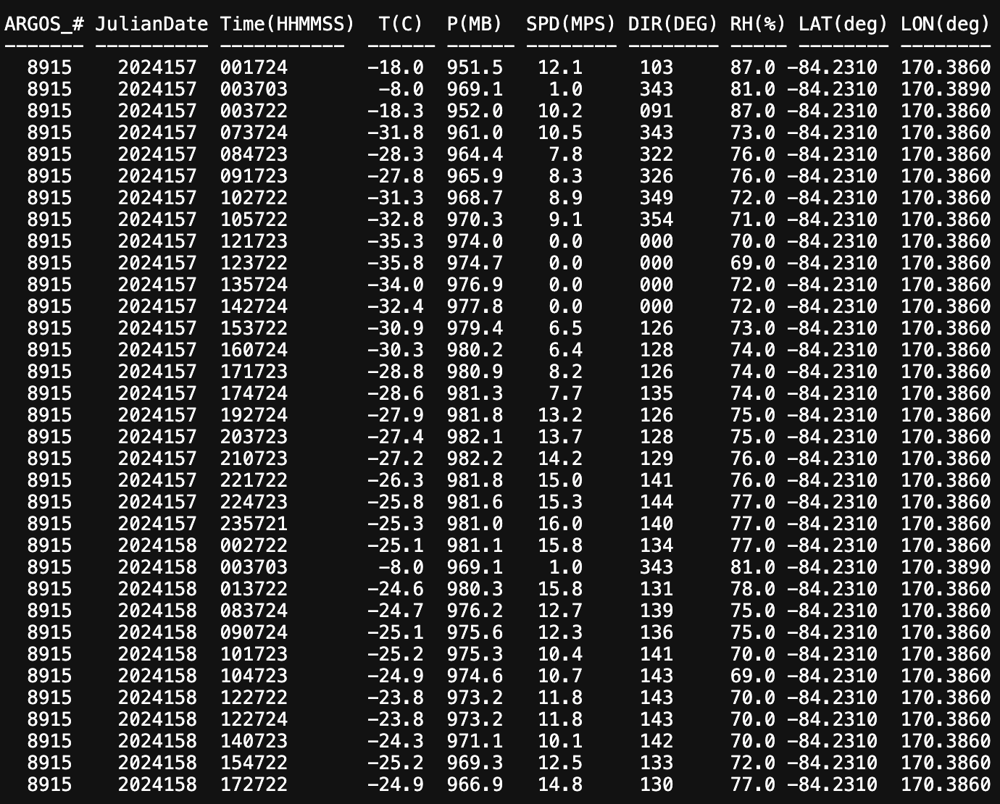 ARGOS_# JulianDate Time(HHMMSS)  T(C)  P(MB)  SPD(MPS) DIR(DEG) RH(%) LAT(deg) LON(deg)
------- ---------- -----------  ------ ------ -------- -------- ----- -------- --------
  8915    2024157  001724       -18.0  951.5   12.1     103     87.0 -84.2310  170.3860
  8915    2024157  003703        -8.0  969.1    1.0     343     81.0 -84.2310  170.3890
  8915    2024157  003722       -18.3  952.0   10.2     091     87.0 -84.2310  170.3860
  8915    2024157  073724       -31.8  961.0   10.5     343     73.0 -84.2310  170.3860
  8915    2024157  084723       -28.3  964.4    7.8     322     76.0 -84.2310  170.3860
  8915    2024157  091723       -27.8  965.9    8.3     326     76.0 -84.2310  170.3860
  8915    2024157  102722       -31.3  968.7    8.9     349     72.0 -84.2310  170.3860
  8915    2024157  105722       -32.8  970.3    9.1     354     71.0 -84.2310  170.3860
  8915    2024157  121723       -35.3  974.0    0.0     000     70.0 -84.2310  170.3860
  8915    2024157  123722       -35.8  974.7    0.0     000     69.0 -84.2310  170.3860
  8915    2024157  135724       -34.0  976.9    0.0     000     72.0 -84.2310  170.3860
  8915    2024157  142724       -32.4  977.8    0.0     000     72.0 -84.2310  170.3860
  8915    2024157  153722       -30.9  979.4    6.5     126     73.0 -84.2310  170.3860
  8915    2024157  160724       -30.3  980.2    6.4     128     74.0 -84.2310  170.3860
  8915    2024157  171723       -28.8  980.9    8.2     126     74.0 -84.2310  170.3860
  8915    2024157  174724       -28.6  981.3    7.7     135     74.0 -84.2310  170.3860
  8915    2024157  192724       -27.9  981.8   13.2     126     75.0 -84.2310  170.3860
  8915    2024157  203723       -27.4  982.1   13.7     128     75.0 -84.2310  170.3860
  8915    2024157  210723       -27.2  982.2   14.2     129     76.0 -84.2310  170.3860
  8915    2024157  221722       -26.3  981.8   15.0     141     76.0 -84.2310  170.3860
  8915    2024157  224723       -25.8  981.6   15.3     144     77.0 -84.2310  170.3860
  8915    2024157  235721       -25.3  981.0   16.0     140     77.0 -84.2310  170.3860
  8915    2024158  002722       -25.1  981.1   15.8     134     77.0 -84.2310  170.3860
  8915    2024158  003703        -8.0  969.1    1.0     343     81.0 -84.2310  170.3890
  8915    2024158  013722       -24.6  980.3   15.8     131     78.0 -84.2310  170.3860
  8915    2024158  083724       -24.7  976.2   12.7     139     75.0 -84.2310  170.3860
  8915    2024158  090724       -25.1  975.6   12.3     136     75.0 -84.2310  170.3860
  8915    2024158  101723       -25.2  975.3   10.4     141     70.0 -84.2310  170.3860
  8915    2024158  104723       -24.9  974.6   10.7     143     69.0 -84.2310  170.3860
  8915    2024158  122722       -23.8  973.2   11.8     143     70.0 -84.2310  170.3860
  8915    2024158  122724       -23.8  973.2   11.8     143     70.0 -84.2310  170.3860
  8915    2024158  140723       -24.3  971.1   10.1     142     70.0 -84.2310  170.3860
  8915    2024158  154722       -25.2  969.3   12.5     133     72.0 -84.2310  170.3860
  8915    2024158  172722       -24.9  966.9   14.8     130     77.0 -84.2310  170.3860